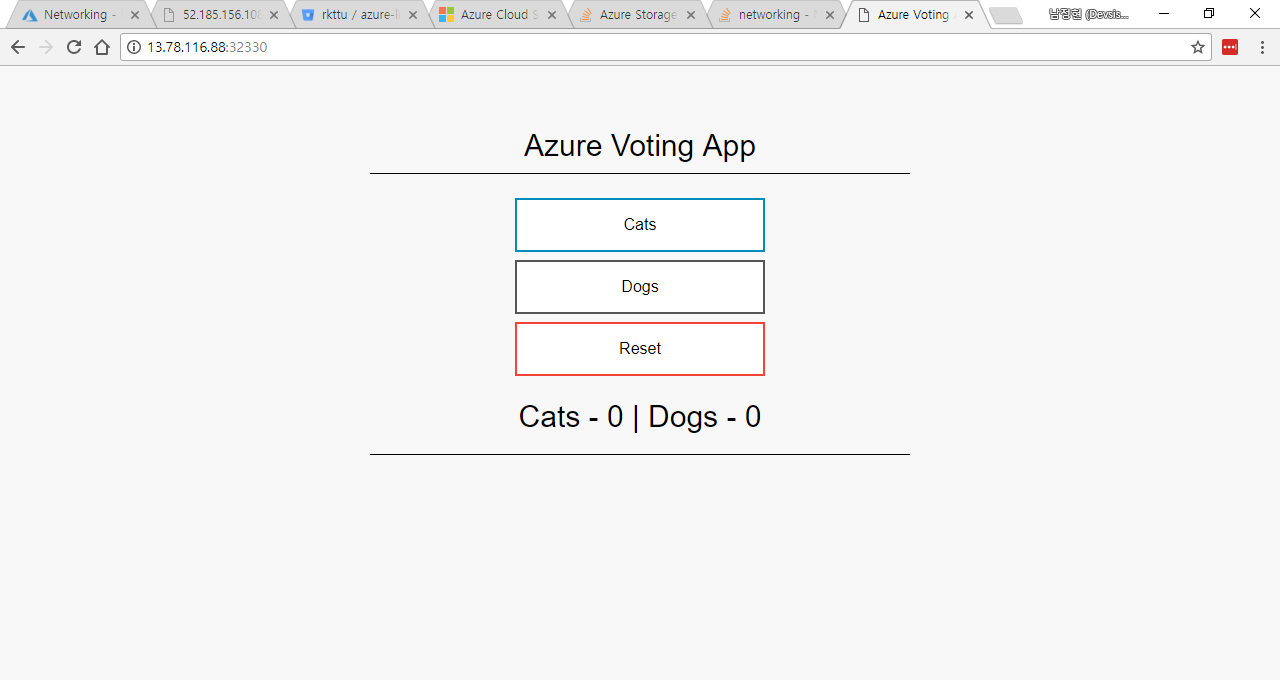 Networking -
52.185.156.10
rkttu / azure-l
Azure Cloud S
Azure Storage
networking -
Azure Voting
남정현 (Devsis...
13.78.116.88:32330
Azure Voting App
Cats
Dogs
Reset
Cats - 0 | Dogs - 0